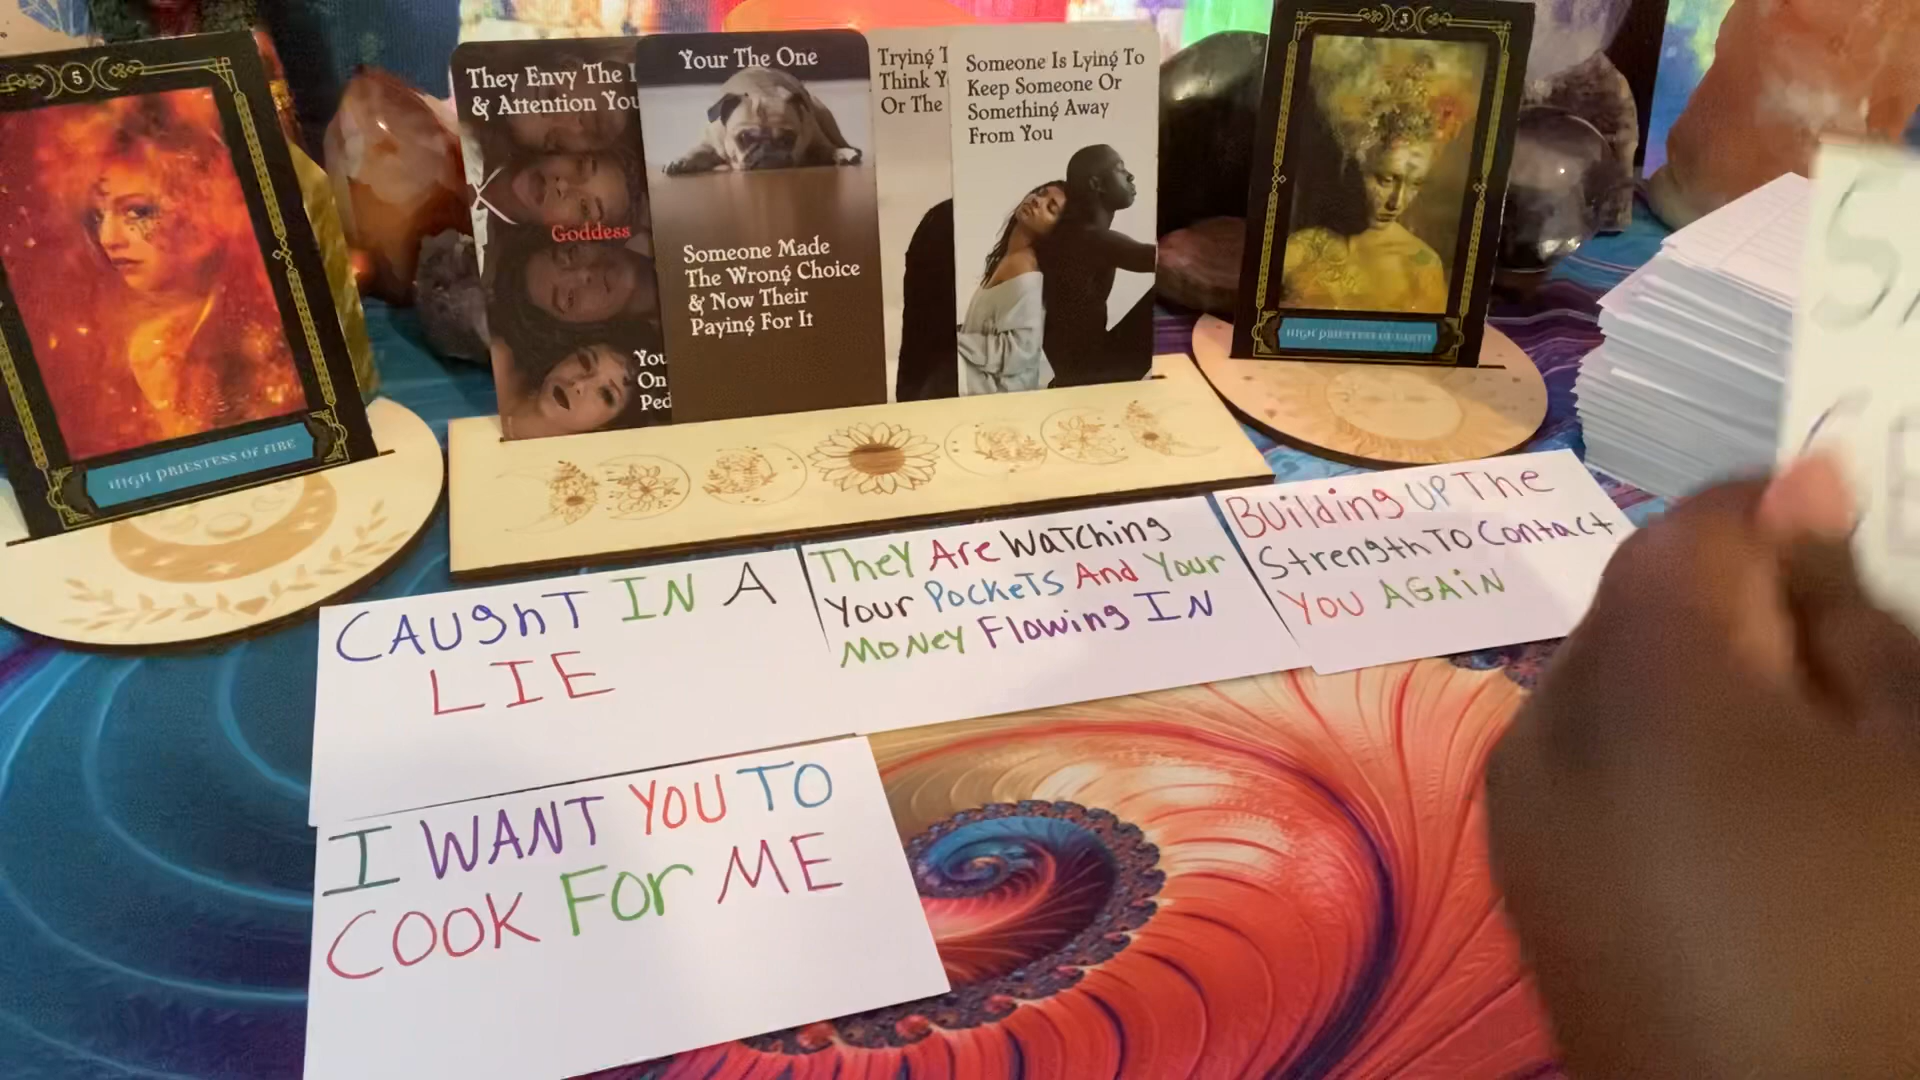 5
HIGH PRIESTESS OF FIRE
They Envy The
& Attention You
Goddess
You
On
Ped
Your The One
Someone Made
The Wrong Choice
& Now Their
Paying For It
Trying
Think
Or The
Someone Is Lying To
Keep Someone Or
Something Away
From You
3
HIGH PRIESTESS OF EARTH
CAUghT IN A
LIE
They Are WaTching
Your PockeTs And Your
MoNey Flowing IN
Building UP The
Strength To Contact
You AGAiN
I WANT YOU TO
COOK For ME